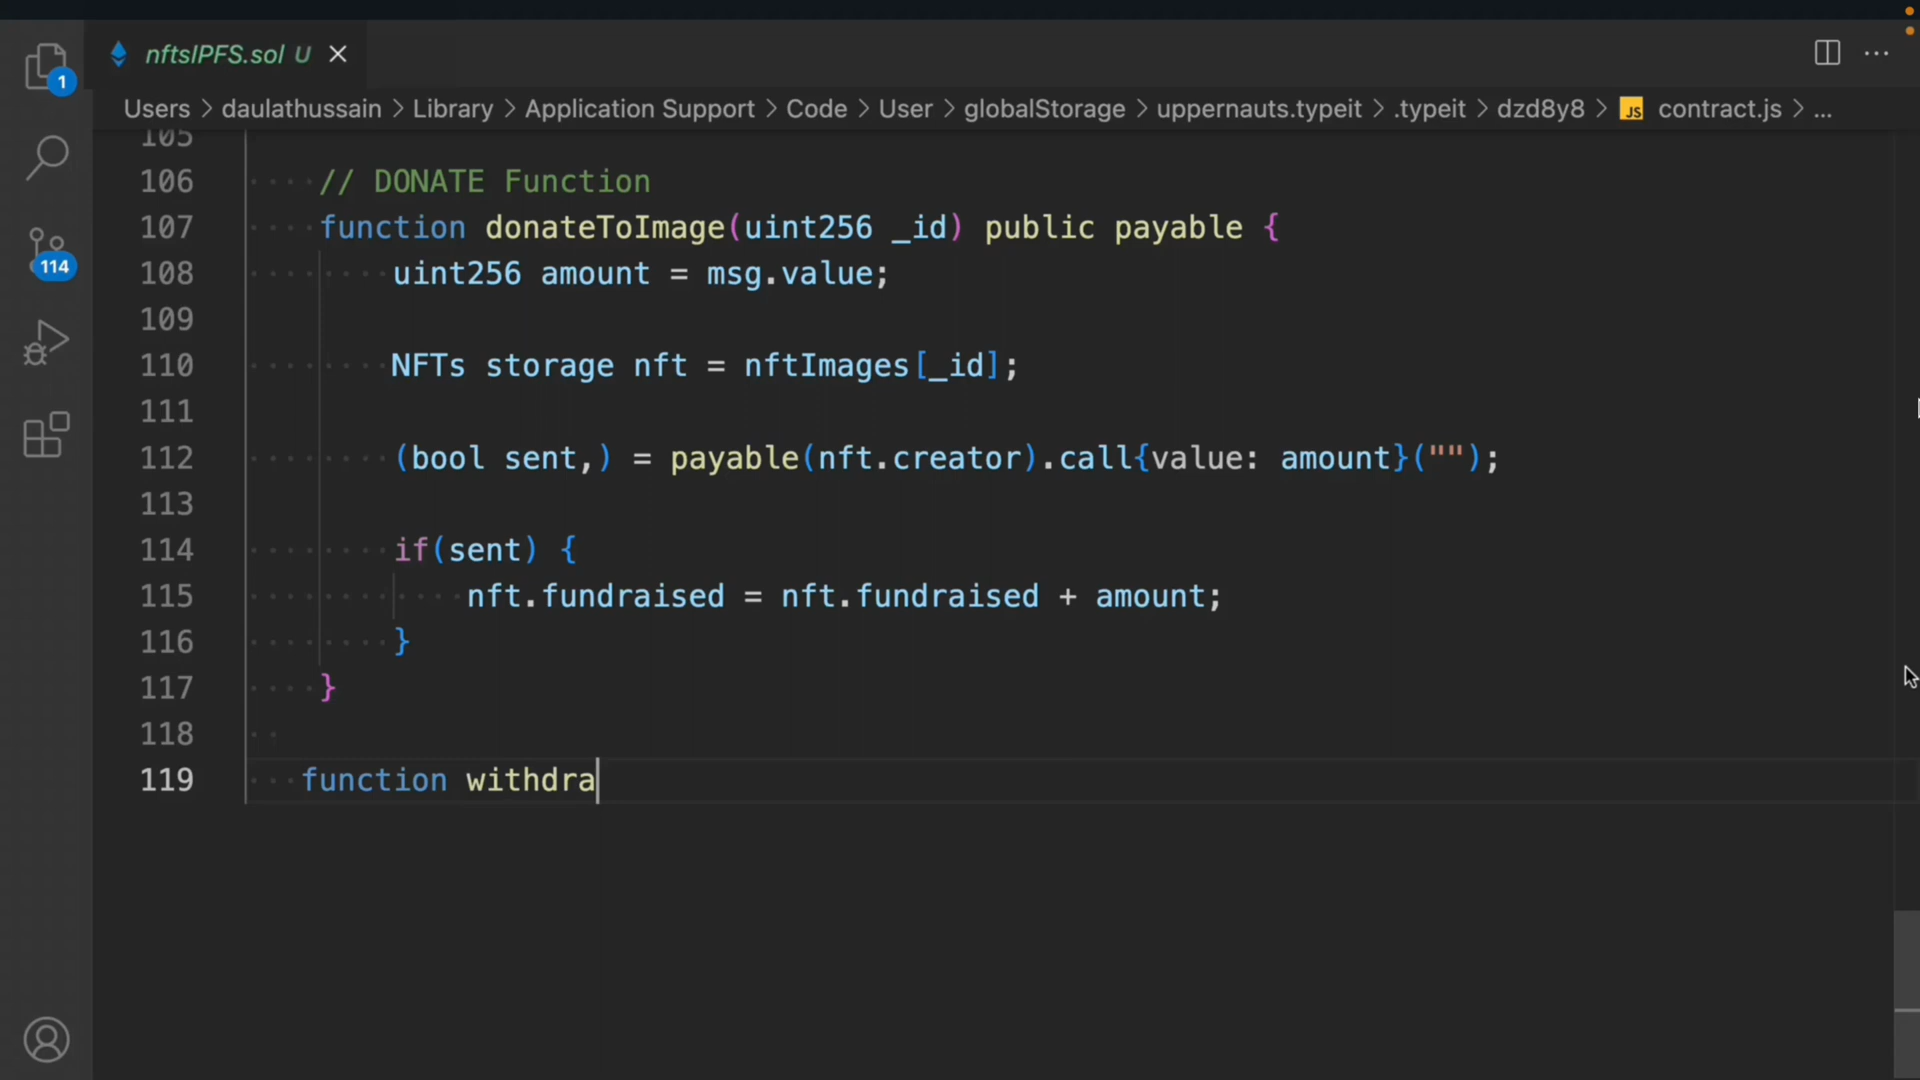 nftsIPFS.sol U
Users > daulathussain > Library > Application Support > Code > User > globalStorage > uppernauts.typeit > .typeit > dzd8y8 > JS contract.js > ...
1
114
105
106 // DONATE Function
107 function donateToImage(uint256 _id) public payable {
108 uint256 amount = msg.value;
109
110 NFTs storage nft = nftImages[_id];
111
112 (bool sent,) = payable(nft.creator).call{value: amount}("");
113
114 if(sent) {
115 nft.fundraised = nft.fundraised + amount;
116 }
117 }
118
119 function withdra